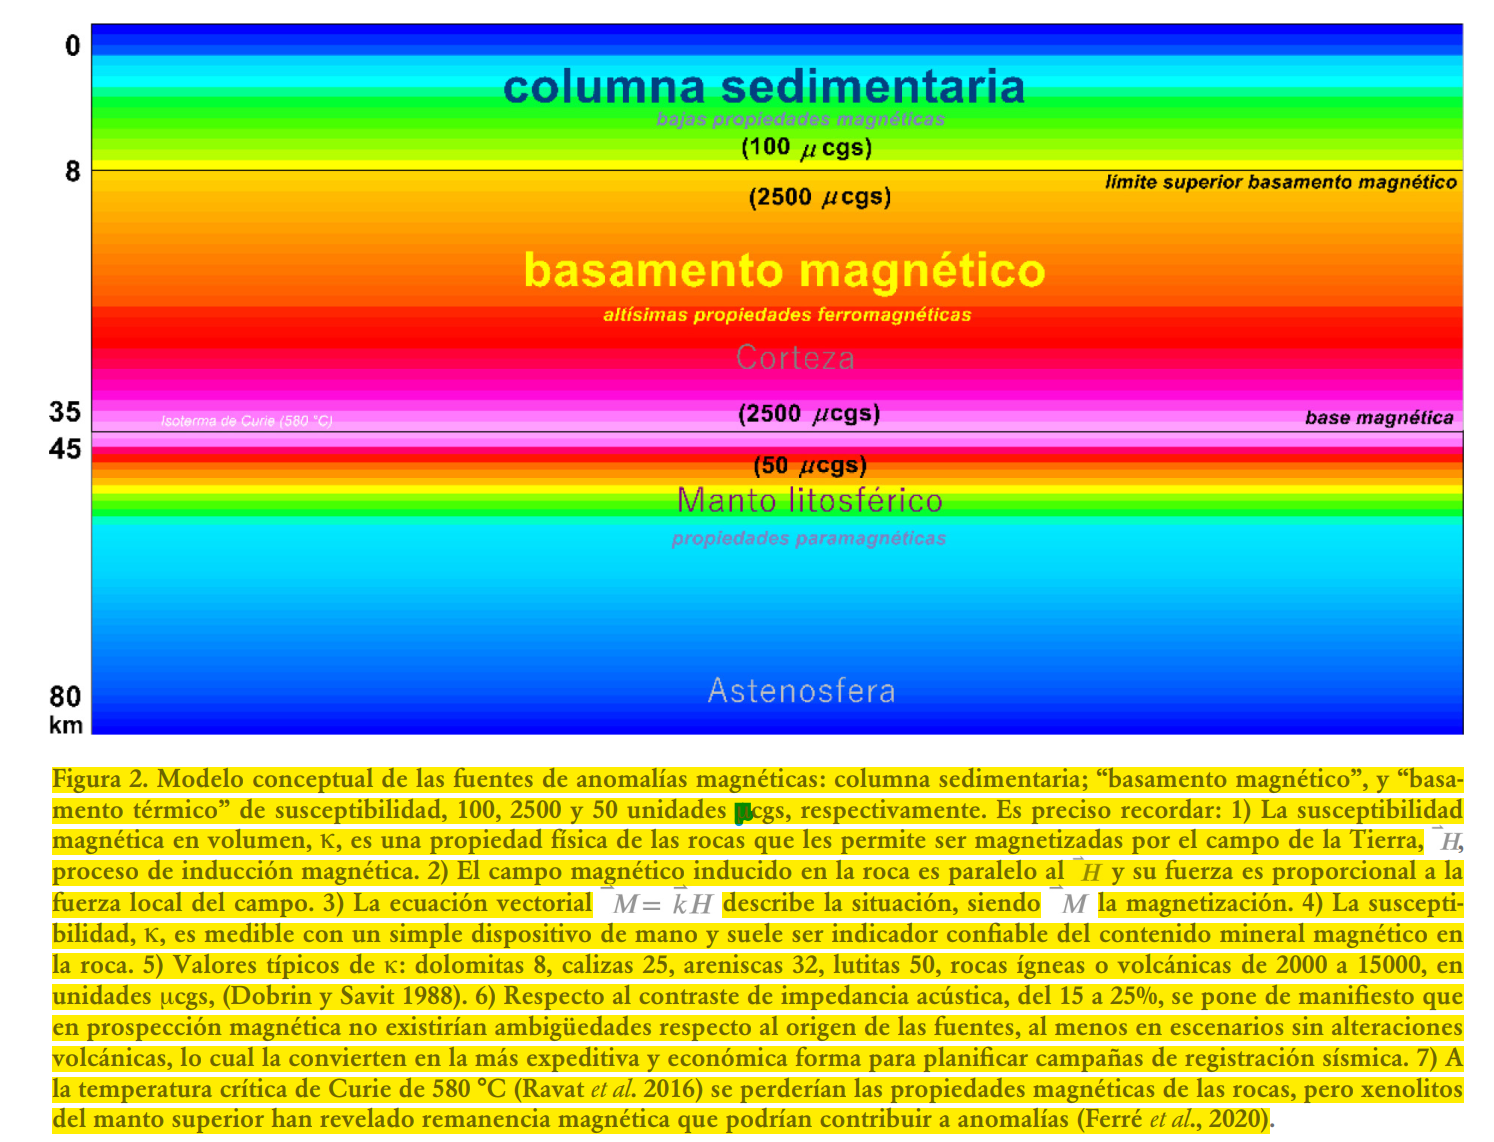 0
columna sedimentaria
bajas propiedades magnéticas
(100 μ cgs)
8
límite superior basamento magnético
(2500 μcgs)
basamento magnético
altísimas propiedades ferromagnéticas
Corteza
35
Isoterma de Curie (580 °C)
(2500 μcgs)
base magnética
45
(50 μcgs)
Manto litosférico
propiedades paramagnéticas
Astenosfera
80
km
Figura 2. Modelo conceptual de las fuentes de anomalías magnéticas: columna sedimentaria; “basamento magnético”, y “basa-
mento térmico” de susceptibilidad, 100, 2500 y 50 unidades μcgs, respectivamente. Es preciso recordar: 1) La susceptibilidad
magnética en volumen, κ, es una propiedad física de las rocas que les permite ser magnetizadas por el campo de la Tierra, →H,
proceso de inducción magnética. 2) El campo magnético inducido en la roca es paralelo al →H y su fuerza es proporcional a la
fuerza local del campo. 3) La ecuación vectorial →M= →kH describe la situación, siendo →M la magnetización. 4) La suscepti-
bilidad, κ, es medible con un simple dispositivo de mano y suele ser indicador confiable del contenido mineral magnético en
la roca. 5) Valores típicos de κ: dolomitas 8, calizas 25, areniscas 32, lutitas 50, rocas ígneas o volcánicas de 2000 a 15000, en
unidades μcgs, (Dobrin y Savit 1988). 6) Respecto al contraste de impedancia acústica, del 15 a 25%, se pone de manifiesto que
en prospección magnética no existirían ambigüedades respecto al origen de las fuentes, al menos en escenarios sin alteraciones
volcánicas, lo cual la convierten en la más expeditiva y económica forma para planificar campañas de registración sísmica. 7) A
la temperatura crítica de Curie de 580 °C (Ravat et al. 2016) se perderían las propiedades magnéticas de las rocas, pero xenolitos
del manto superior han revelado remanencia magnética que podrían contribuir a anomalías (Ferré et al., 2020).